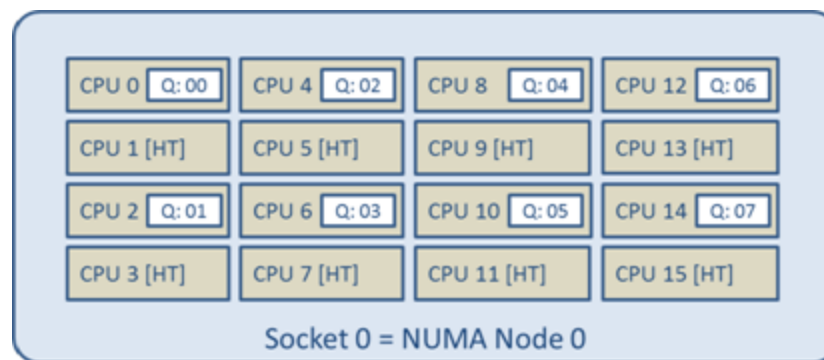 CPU 0 Q: 00 CPU 4 Q: 02 CPU 8 Q: 04 CPU 12 Q: 06
CPU 1 [HT] CPU 5 [HT] CPU 9 [HT] CPU 13 [HT]
CPU 2 Q: 01 CPU 6 Q: 03 CPU 10 Q: 05 CPU 14 Q: 07
CPU 3 [HT] CPU 7 [HT] CPU 11 [HT] CPU 15 [HT]
Socket 0 = NUMA Node 0